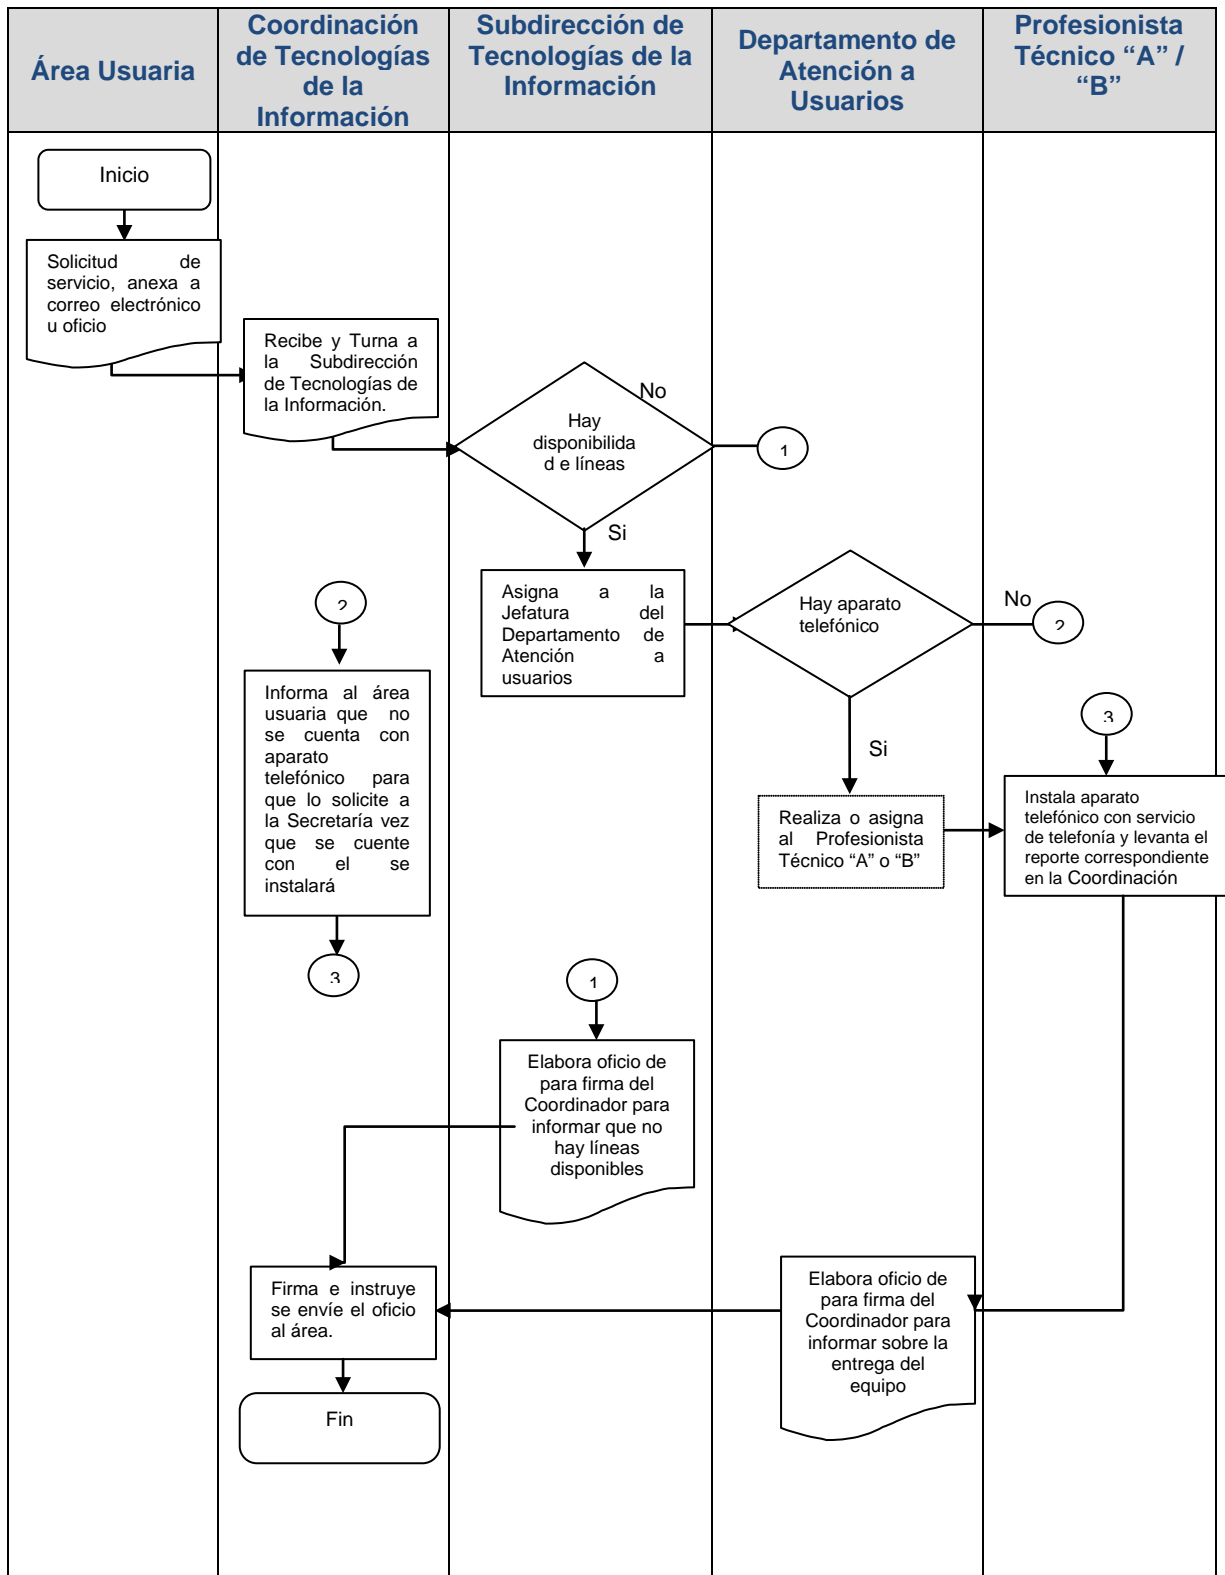 Área Usuaria
Coordinación
de Tecnologías
de la
Información
Subdirección de
Tecnologías de la
Información
Departamento de
Atención a
Usuarios
Profesionista
Técnico “A” /
“B”
Inicio
Solicitud de
servicio, anexa a
correo electrónico
u oficio
Recibe y Turna a
la Subdirección
de Tecnologías de
la Información.
Hay
disponibilida
d e líneas
No
1
Si
Asigna a la
Jefatura del
Departamento de
Atención a
usuarios
Hay aparato
telefónico
No
2
Si
2
Informa al área
usuaria que no
se cuenta con
aparato
telefónico para
que lo solicite a
la Secretaría vez
que se cuente
con el se
instalará
3
Realiza o asigna
al Profesionista
Técnico “A” o “B”
3
Instala aparato
telefónico con servicio
de telefonía y levanta el
reporte correspondiente
en la Coordinación
1
Elabora oficio de
para firma del
Coordinador para
informar que no
hay líneas
disponibles
Firma e instruye
se envíe el oficio
al área.
Elabora oficio de
para firma del
Coordinador para
informar sobre la
entrega del
equipo
Fin